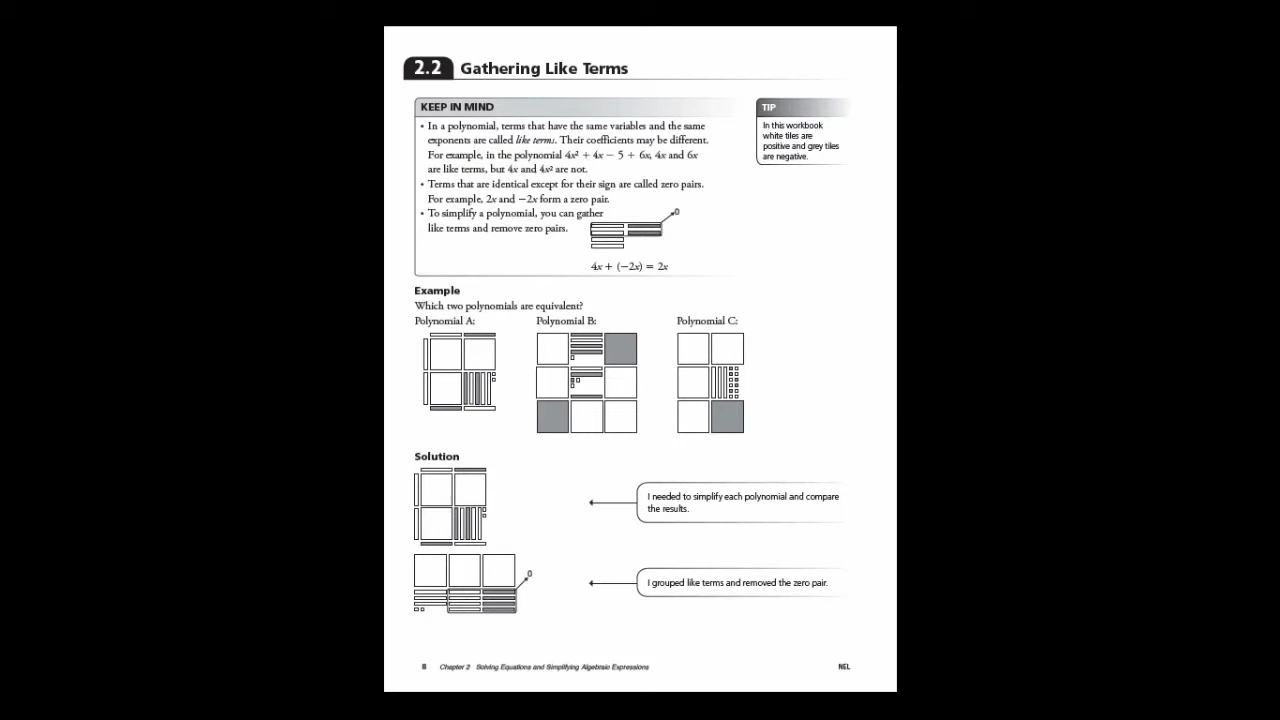 2.2 Gathering Like Terms
KEEP IN MIND
• In a polynomial, terms that have the same variables and the same
exponents are called like terms. Their coefficients may be different.
For example, in the polynomial 4x² + 4x − 5 + 6x, 4x and 6x
are like terms, but 4x and 4x² are not.
• Terms that are identical except for their sign are called zero pairs.
For example, 2x and −2x form a zero pair.
• To simplify a polynomial, you can gather
like terms and remove zero pairs.
0
4x + (−2x) = 2x
TIP
In this workbook
white tiles are
positive and grey tiles
are negative.
Example
Which two polynomials are equivalent?
Polynomial A: Polynomial B: Polynomial C:
Solution
I needed to simplify each polynomial and compare
the results.
0
I grouped like terms and removed the zero pair.
8 Chapter 2 Solving Equations and Simplifying Algebraic Expressions NEL